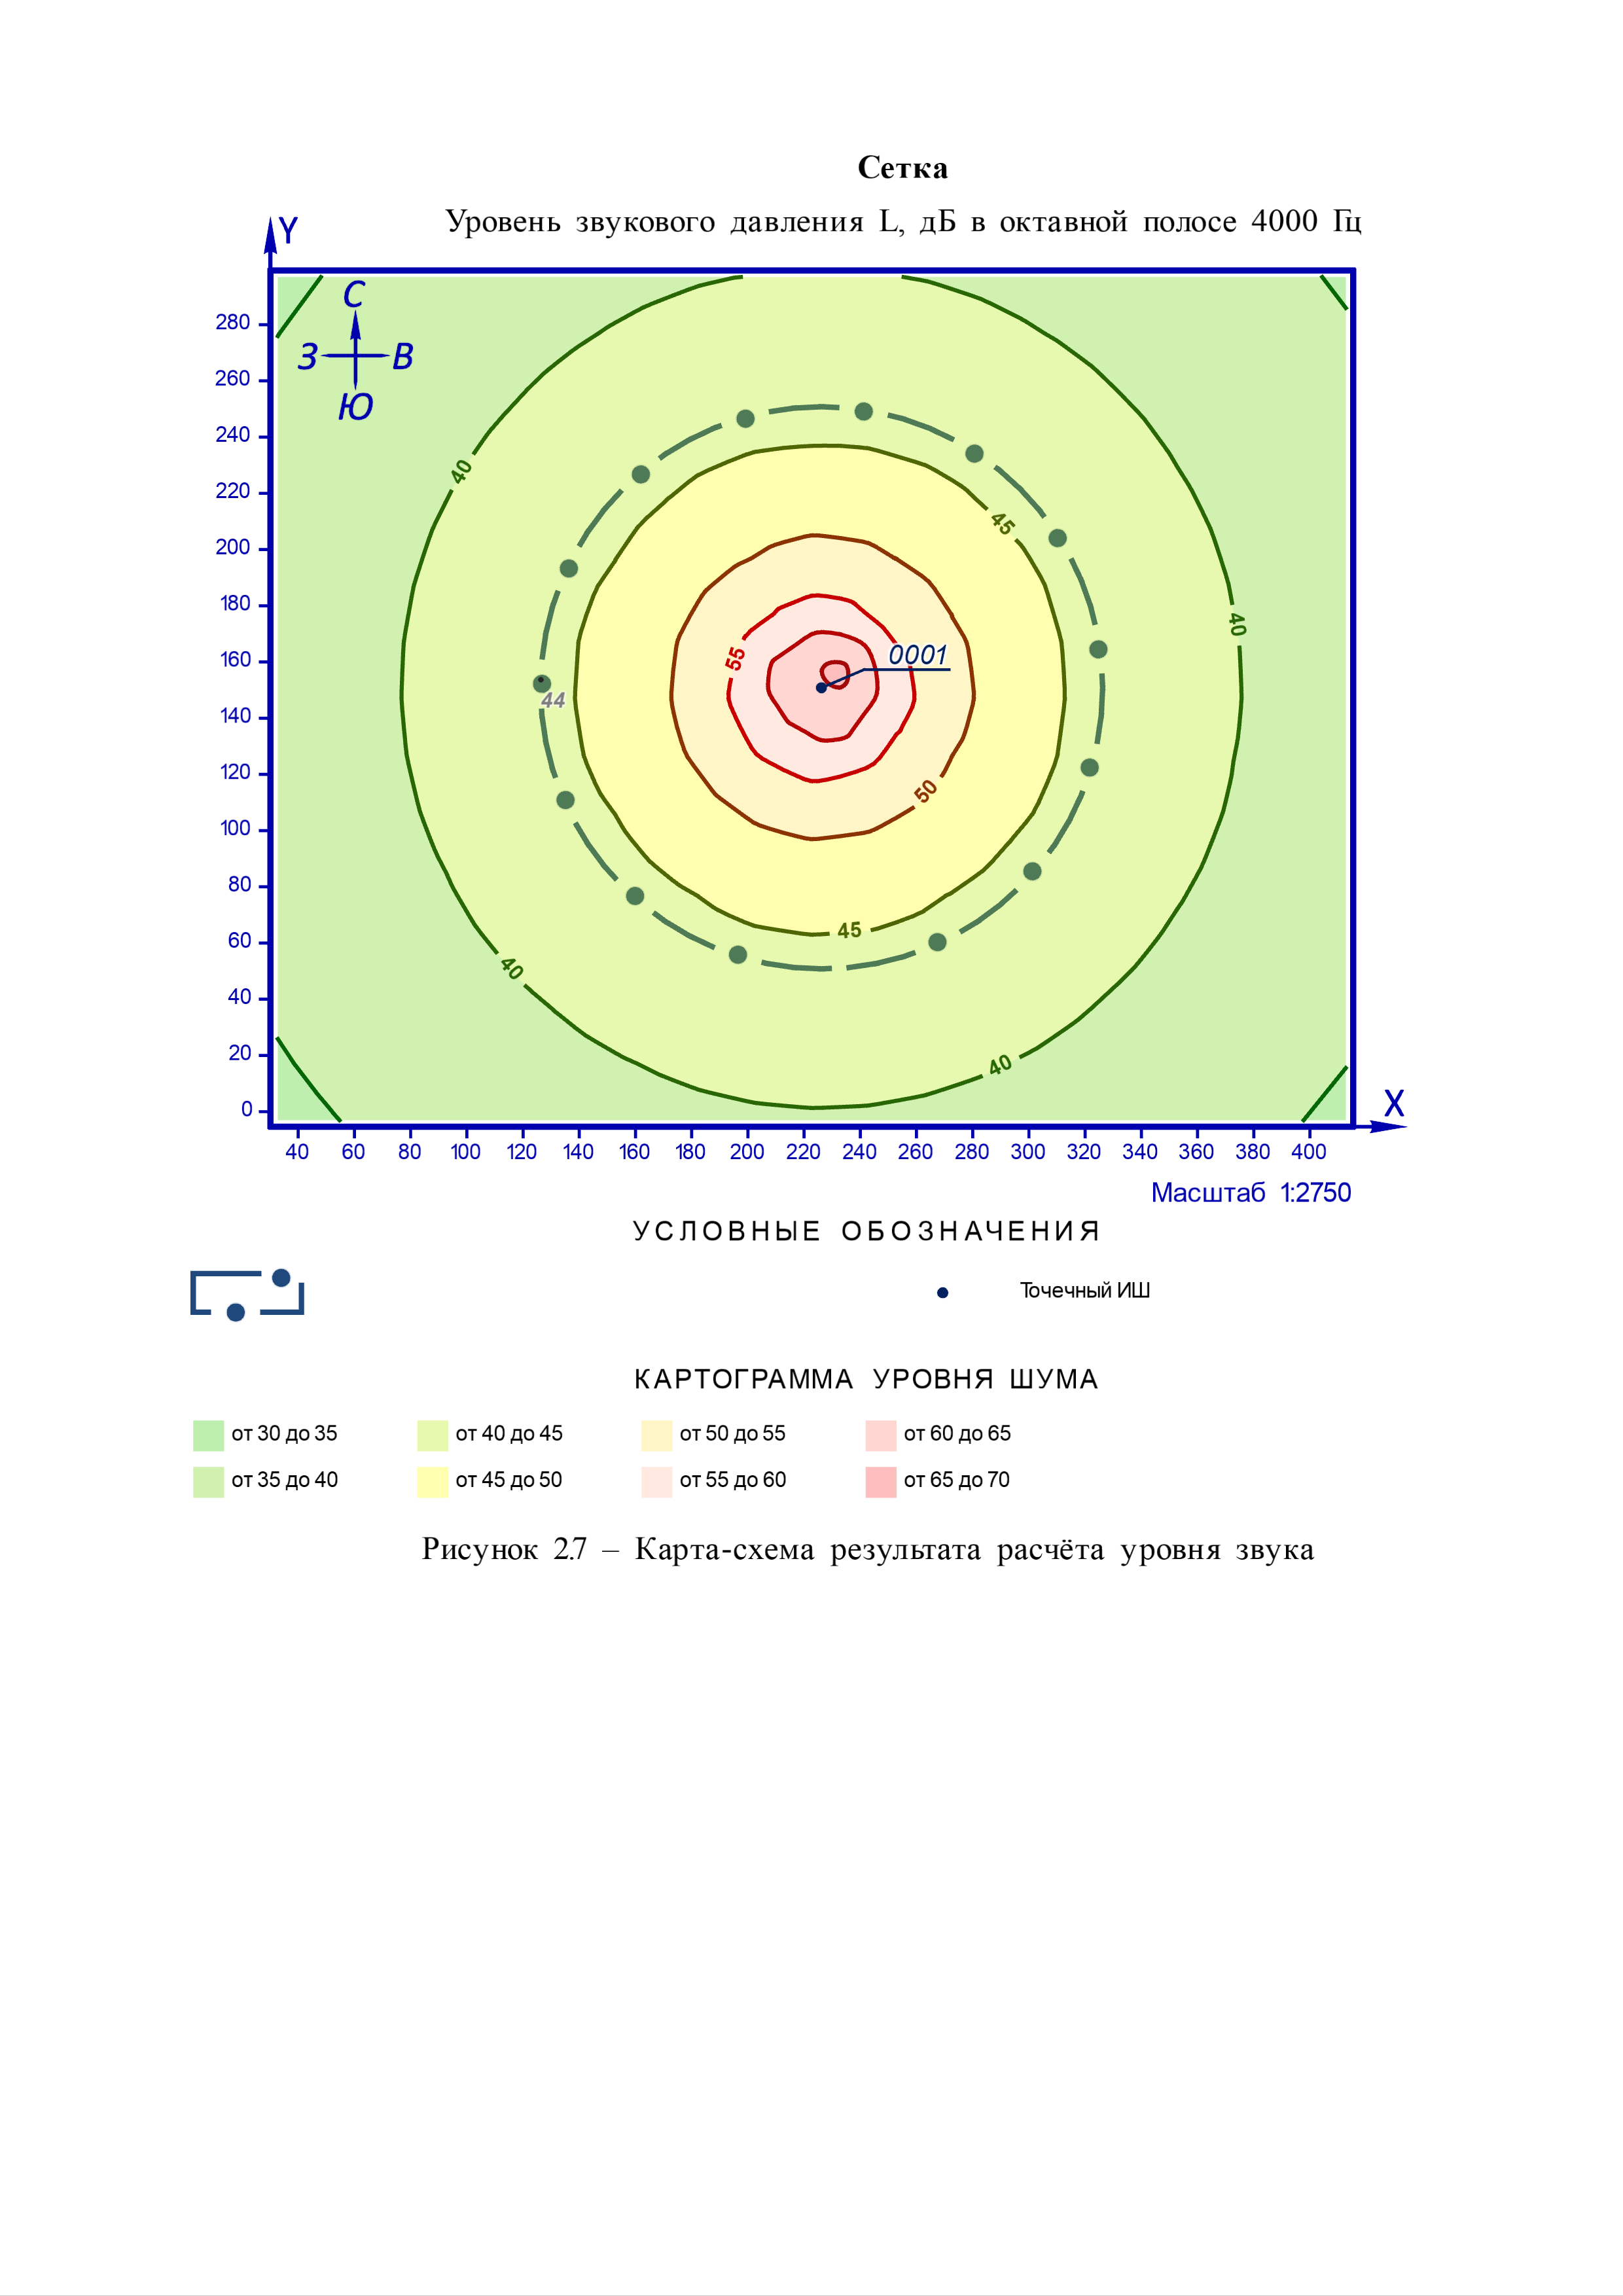 Сетка
Уровень звукового давления L, дБ в октавной полосе 4000 Гц
Y
С
З В
Ю
280
260
240
220
200
180
160
140
120
100
80
60
40
20
0
40
45
40
55
0001
44
50
45
40
40
X
40 60 80 100 120 140 160 180 200 220 240 260 280 300 320 340 360 380 400
Масштаб 1:2750
УСЛОВНЫЕ ОБОЗНАЧЕНИЯ
Точечный ИШ
КАРТОГРАММА УРОВНЯ ШУМА
от 30 до 35 от 40 до 45 от 50 до 55 от 60 до 65
от 35 до 40 от 45 до 50 от 55 до 60 от 65 до 70
Рисунок 2.7 – Карта-схема результата расчёта уровня звука